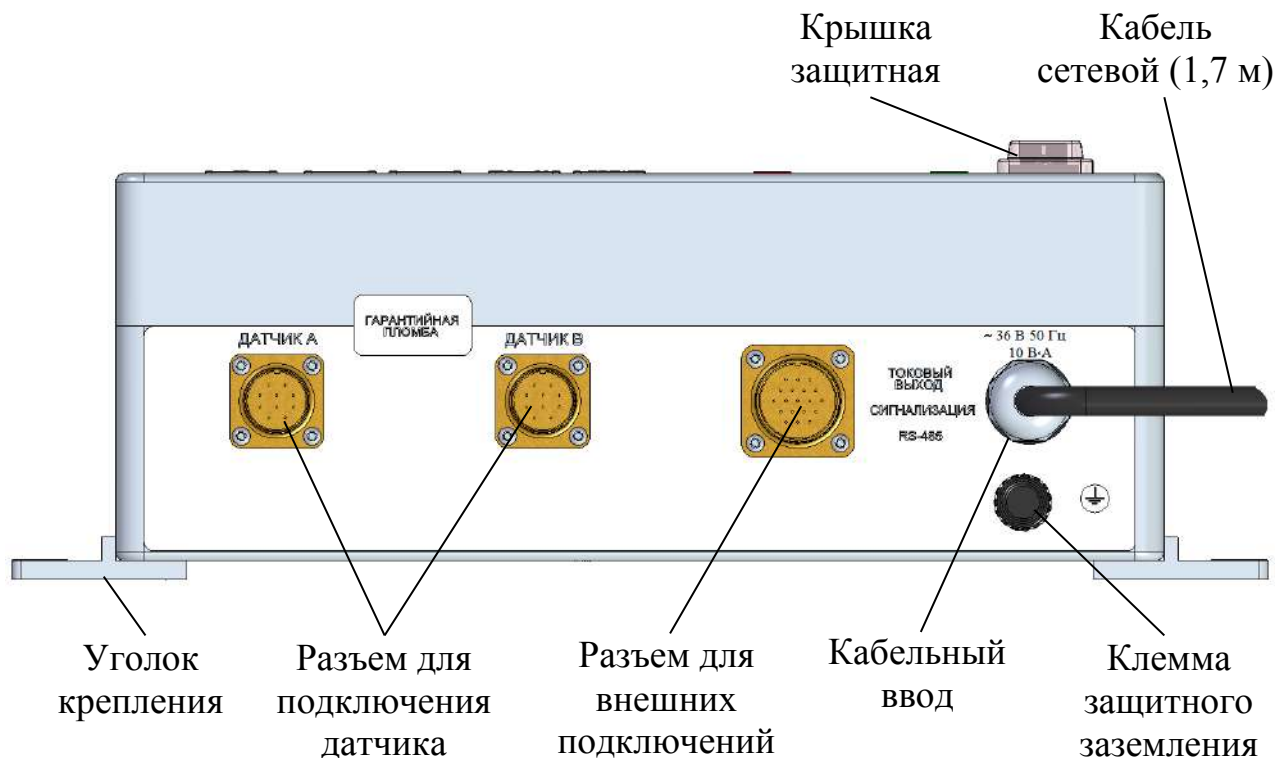 Крышка
защитная
Кабель
сетевой (1,7 м)
ГАРАНТИЙНАЯ
ПЛОМБА
ДАТЧИК А
ДАТЧИК В
~ 36 В 50 Гц
10 В·А
ТОКОВЫЙ
ВЫХОД
СИГНАЛИЗАЦИЯ
RS-485
Уголок
крепления
Разъем для
подключения
датчика
Разъем для
внешних
подключений
Кабельный
ввод
Клемма
защитного
заземления